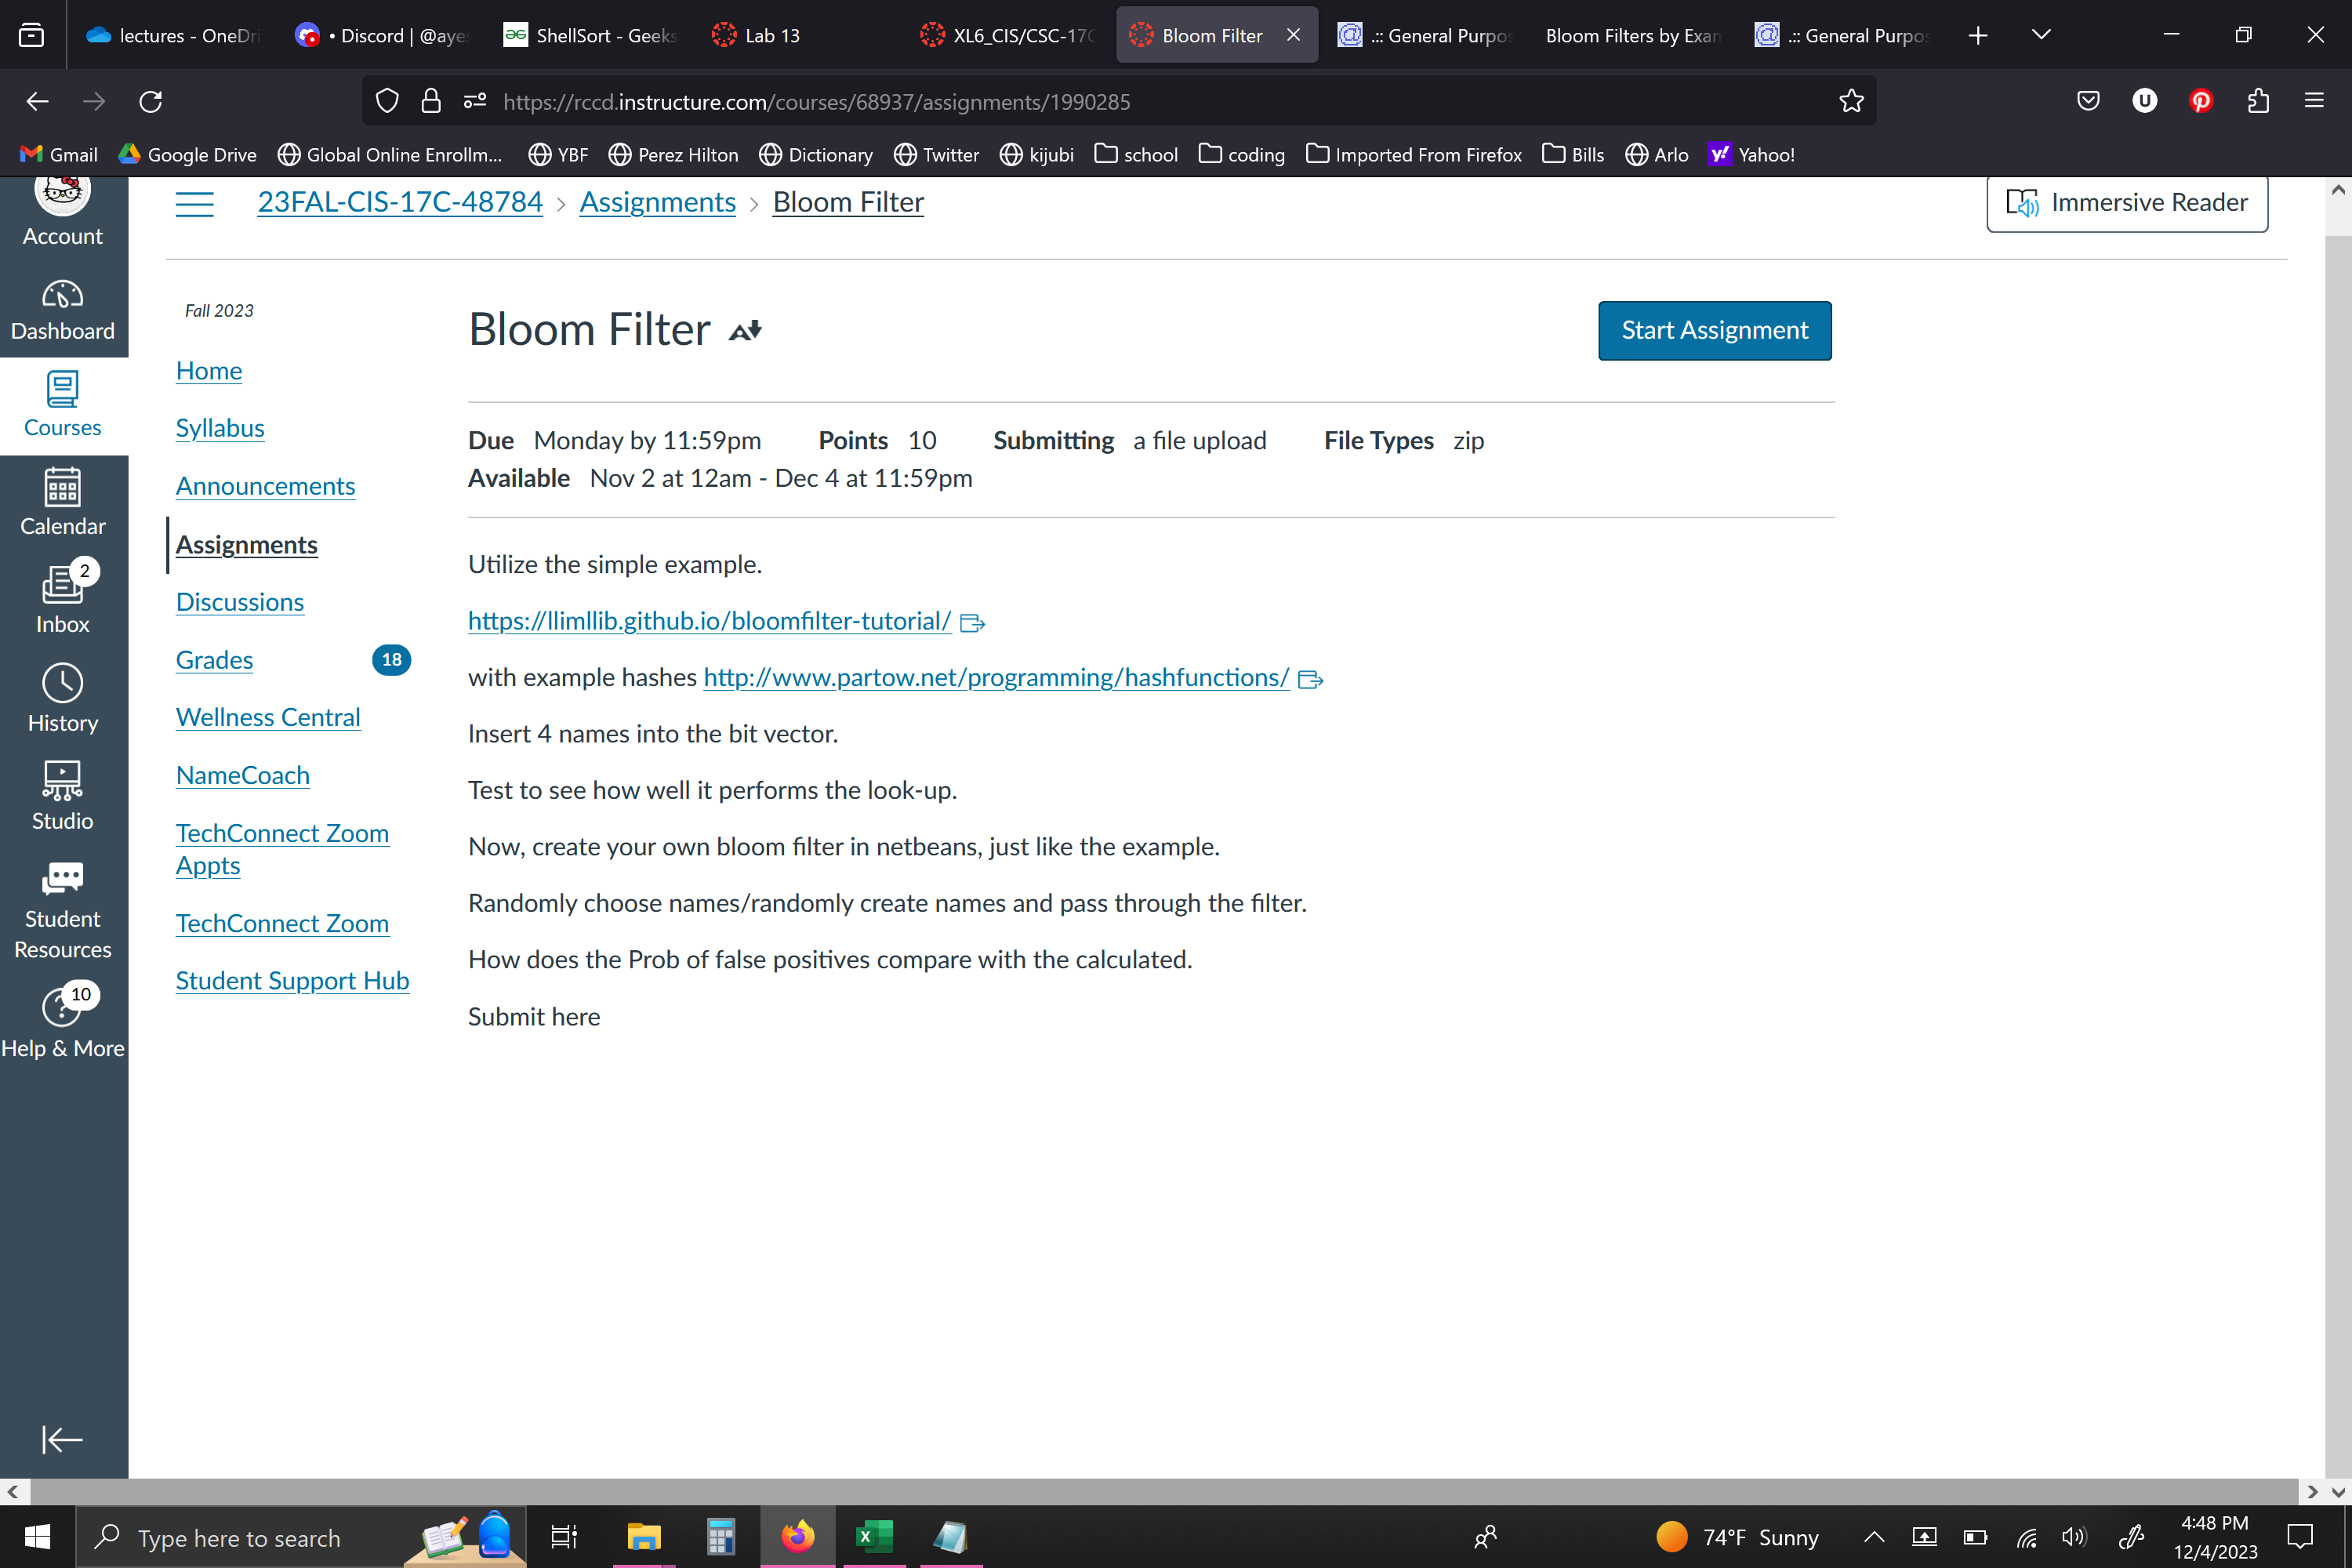 lectures - OneDri
• Discord | @aye
ShellSort - Geeks
Lab 13
XL6_CIS/CSC-17C
Bloom Filter
.:: General Purpos
Bloom Filters by Exam
.:: General Purpos
https://rccd.instructure.com/courses/68937/assignments/1990285
Gmail
Google Drive
Global Online Enrollm...
YBF
Perez Hilton
Dictionary
Twitter
kijubi
school
coding
Imported From Firefox
Bills
Arlo
Yahoo!
Account
Dashboard
Courses
Calendar
2
Inbox
History
Studio
Student
Resources
10
Help & More
23FAL-CIS-17C-48784 > Assignments > Bloom Filter
Immersive Reader
Fall 2023
Home
Syllabus
Announcements
Assignments
Discussions
Grades 18
Wellness Central
NameCoach
TechConnect Zoom
Appts
TechConnect Zoom
Student Support Hub
Bloom Filter
Start Assignment
Due Monday by 11:59pm Points 10 Submitting a file upload File Types zip
Available Nov 2 at 12am - Dec 4 at 11:59pm
Utilize the simple example.
https://llimllib.github.io/bloomfilter-tutorial/
with example hashes http://www.partow.net/programming/hashfunctions/
Insert 4 names into the bit vector.
Test to see how well it performs the look-up.
Now, create your own bloom filter in netbeans, just like the example.
Randomly choose names/randomly create names and pass through the filter.
How does the Prob of false positives compare with the calculated.
Submit here
Type here to search
74°F Sunny
4:48 PM
12/4/2023